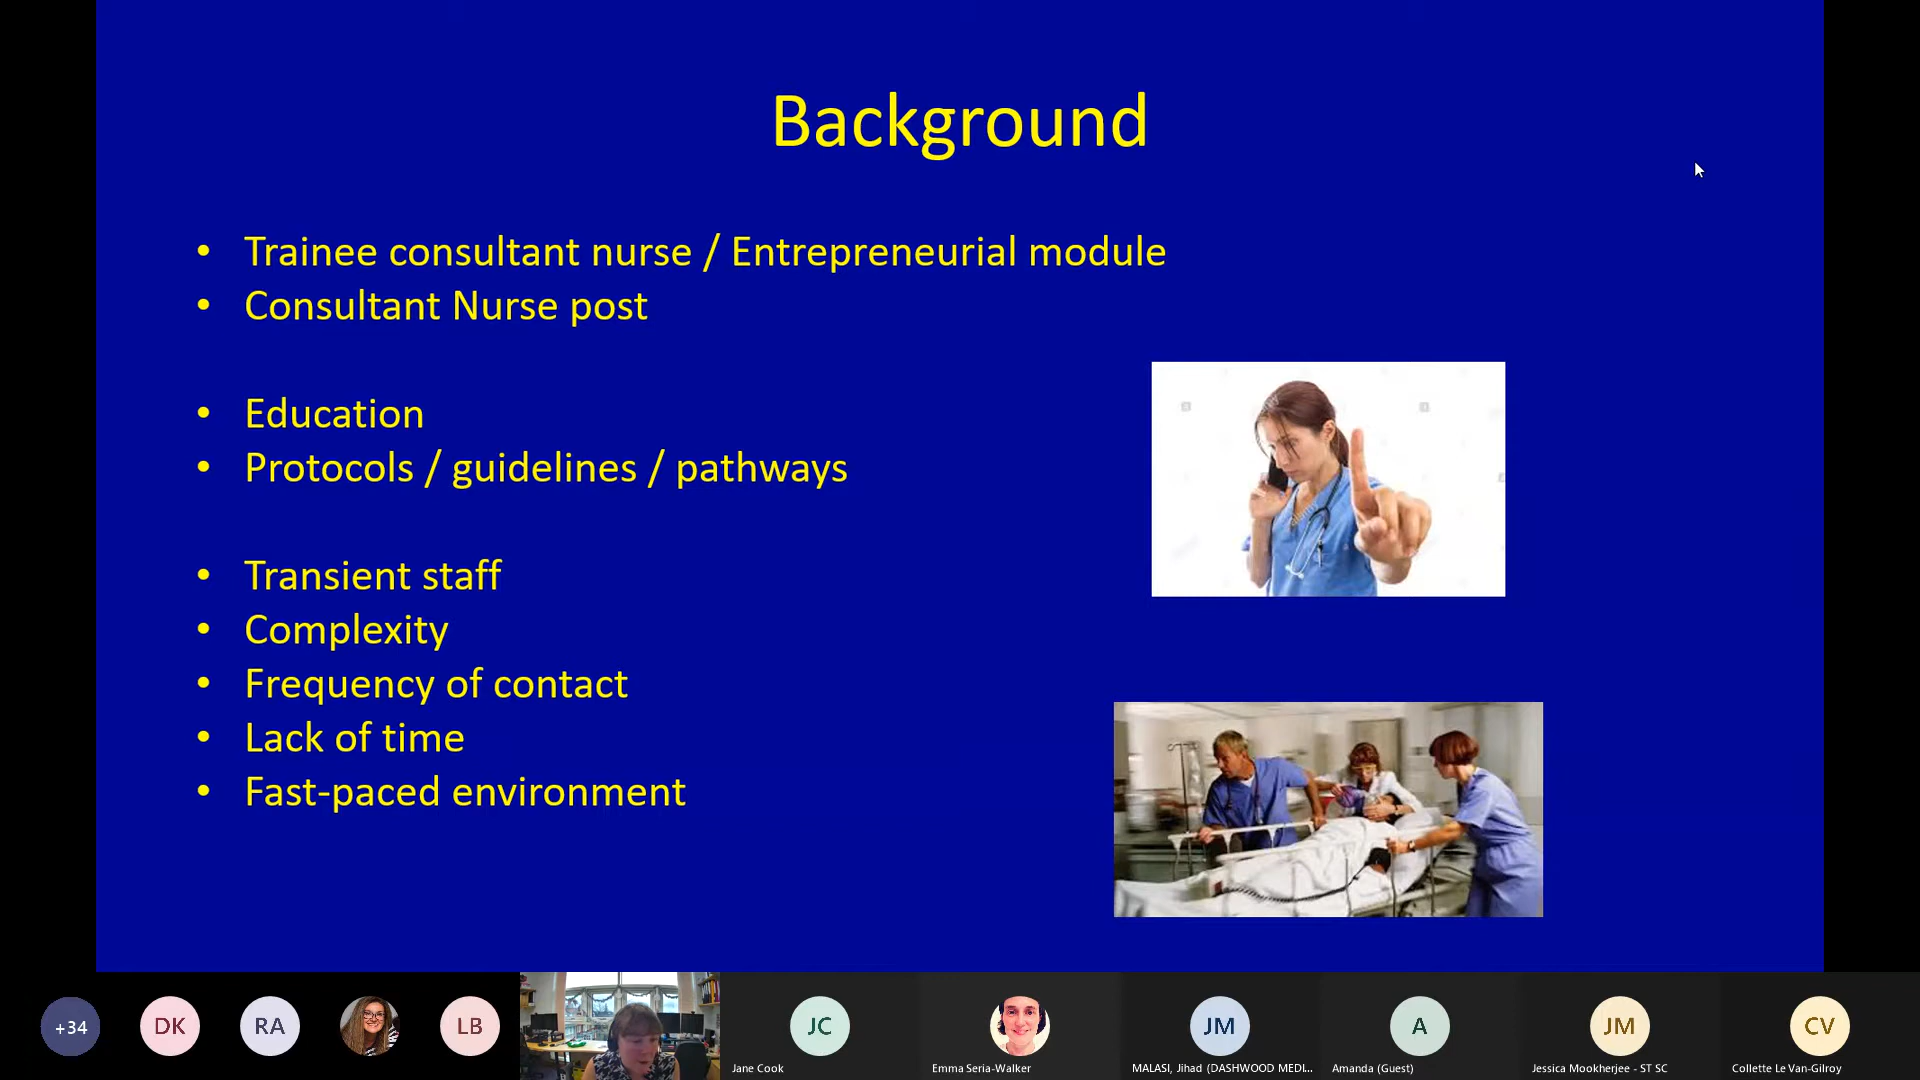 Background
• Trainee consultant nurse / Entrepreneurial module
• Consultant Nurse post
• Education
• Protocols / guidelines / pathways
• Transient staff
• Complexity
• Frequency of contact
• Lack of time
• Fast-paced environment
+34
DK
RA
LB
JC
JM
A
JM
CV
Jane Cook
Emma Seria-Walker
MALASI, Jihad (DASHWOOD MEDI...
Amanda (Guest)
Jessica Mookherjee - ST SC
Collette Le Van-Gilroy